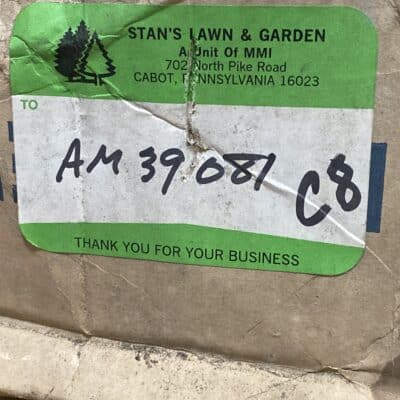 STAN'S LAWN & GARDEN
A Unit Of MMI
702 North Pike Road
CABOT, PENNSYLVANIA 16023
TO
AM 39081
C8
THANK YOU FOR YOUR BUSINESS